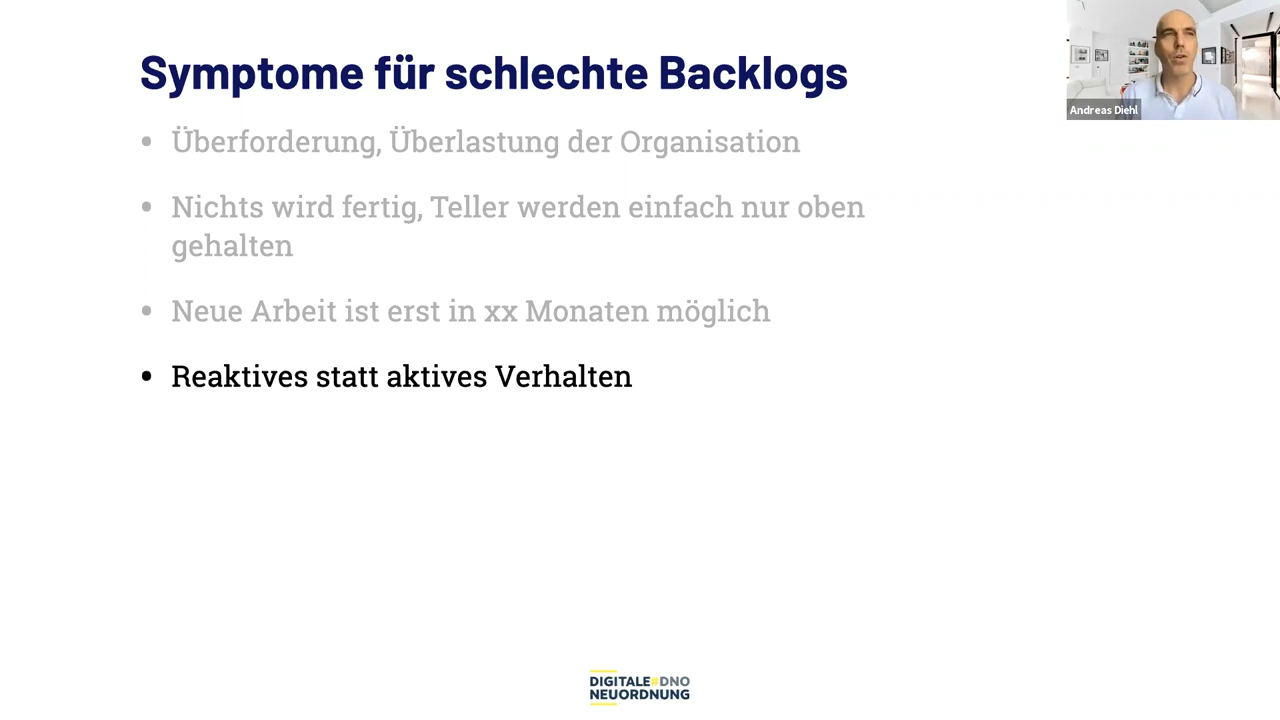 Symptome für schlechte Backlogs
• Überforderung, Überlastung der Organisation
• Nichts wird fertig, Teller werden einfach nur oben
gehalten
• Neue Arbeit ist erst in xx Monaten möglich
• Reaktives statt aktives Verhalten
Andreas Diehl
DIGITALE#DNO
NEUORDNUNG